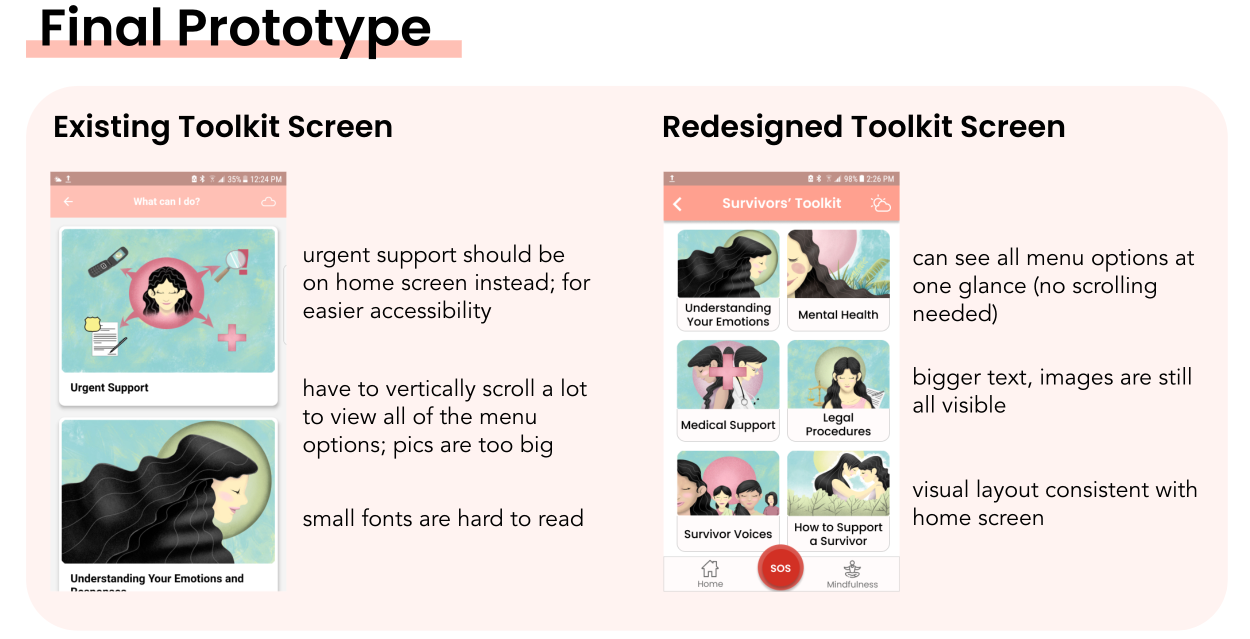 Final Prototype
Existing Toolkit Screen
35% 12:24 PM
What can I do?
Urgent Support
Understanding Your Emotions and
Responses
urgent support should be
on home screen instead; for
easier accessibility
have to vertically scroll a lot
to view all of the menu
options; pics are too big
small fonts are hard to read
Redesigned Toolkit Screen
98% 2:26 PM
Survivors' Toolkit
Understanding
Your Emotions
Mental Health
Medical Support
Legal
Procedures
Survivor Voices
How to Support
a Survivor
Home
SOS
Mindfulness
can see all menu options at
one glance (no scrolling
needed)
bigger text, images are still
all visible
visual layout consistent with
home screen